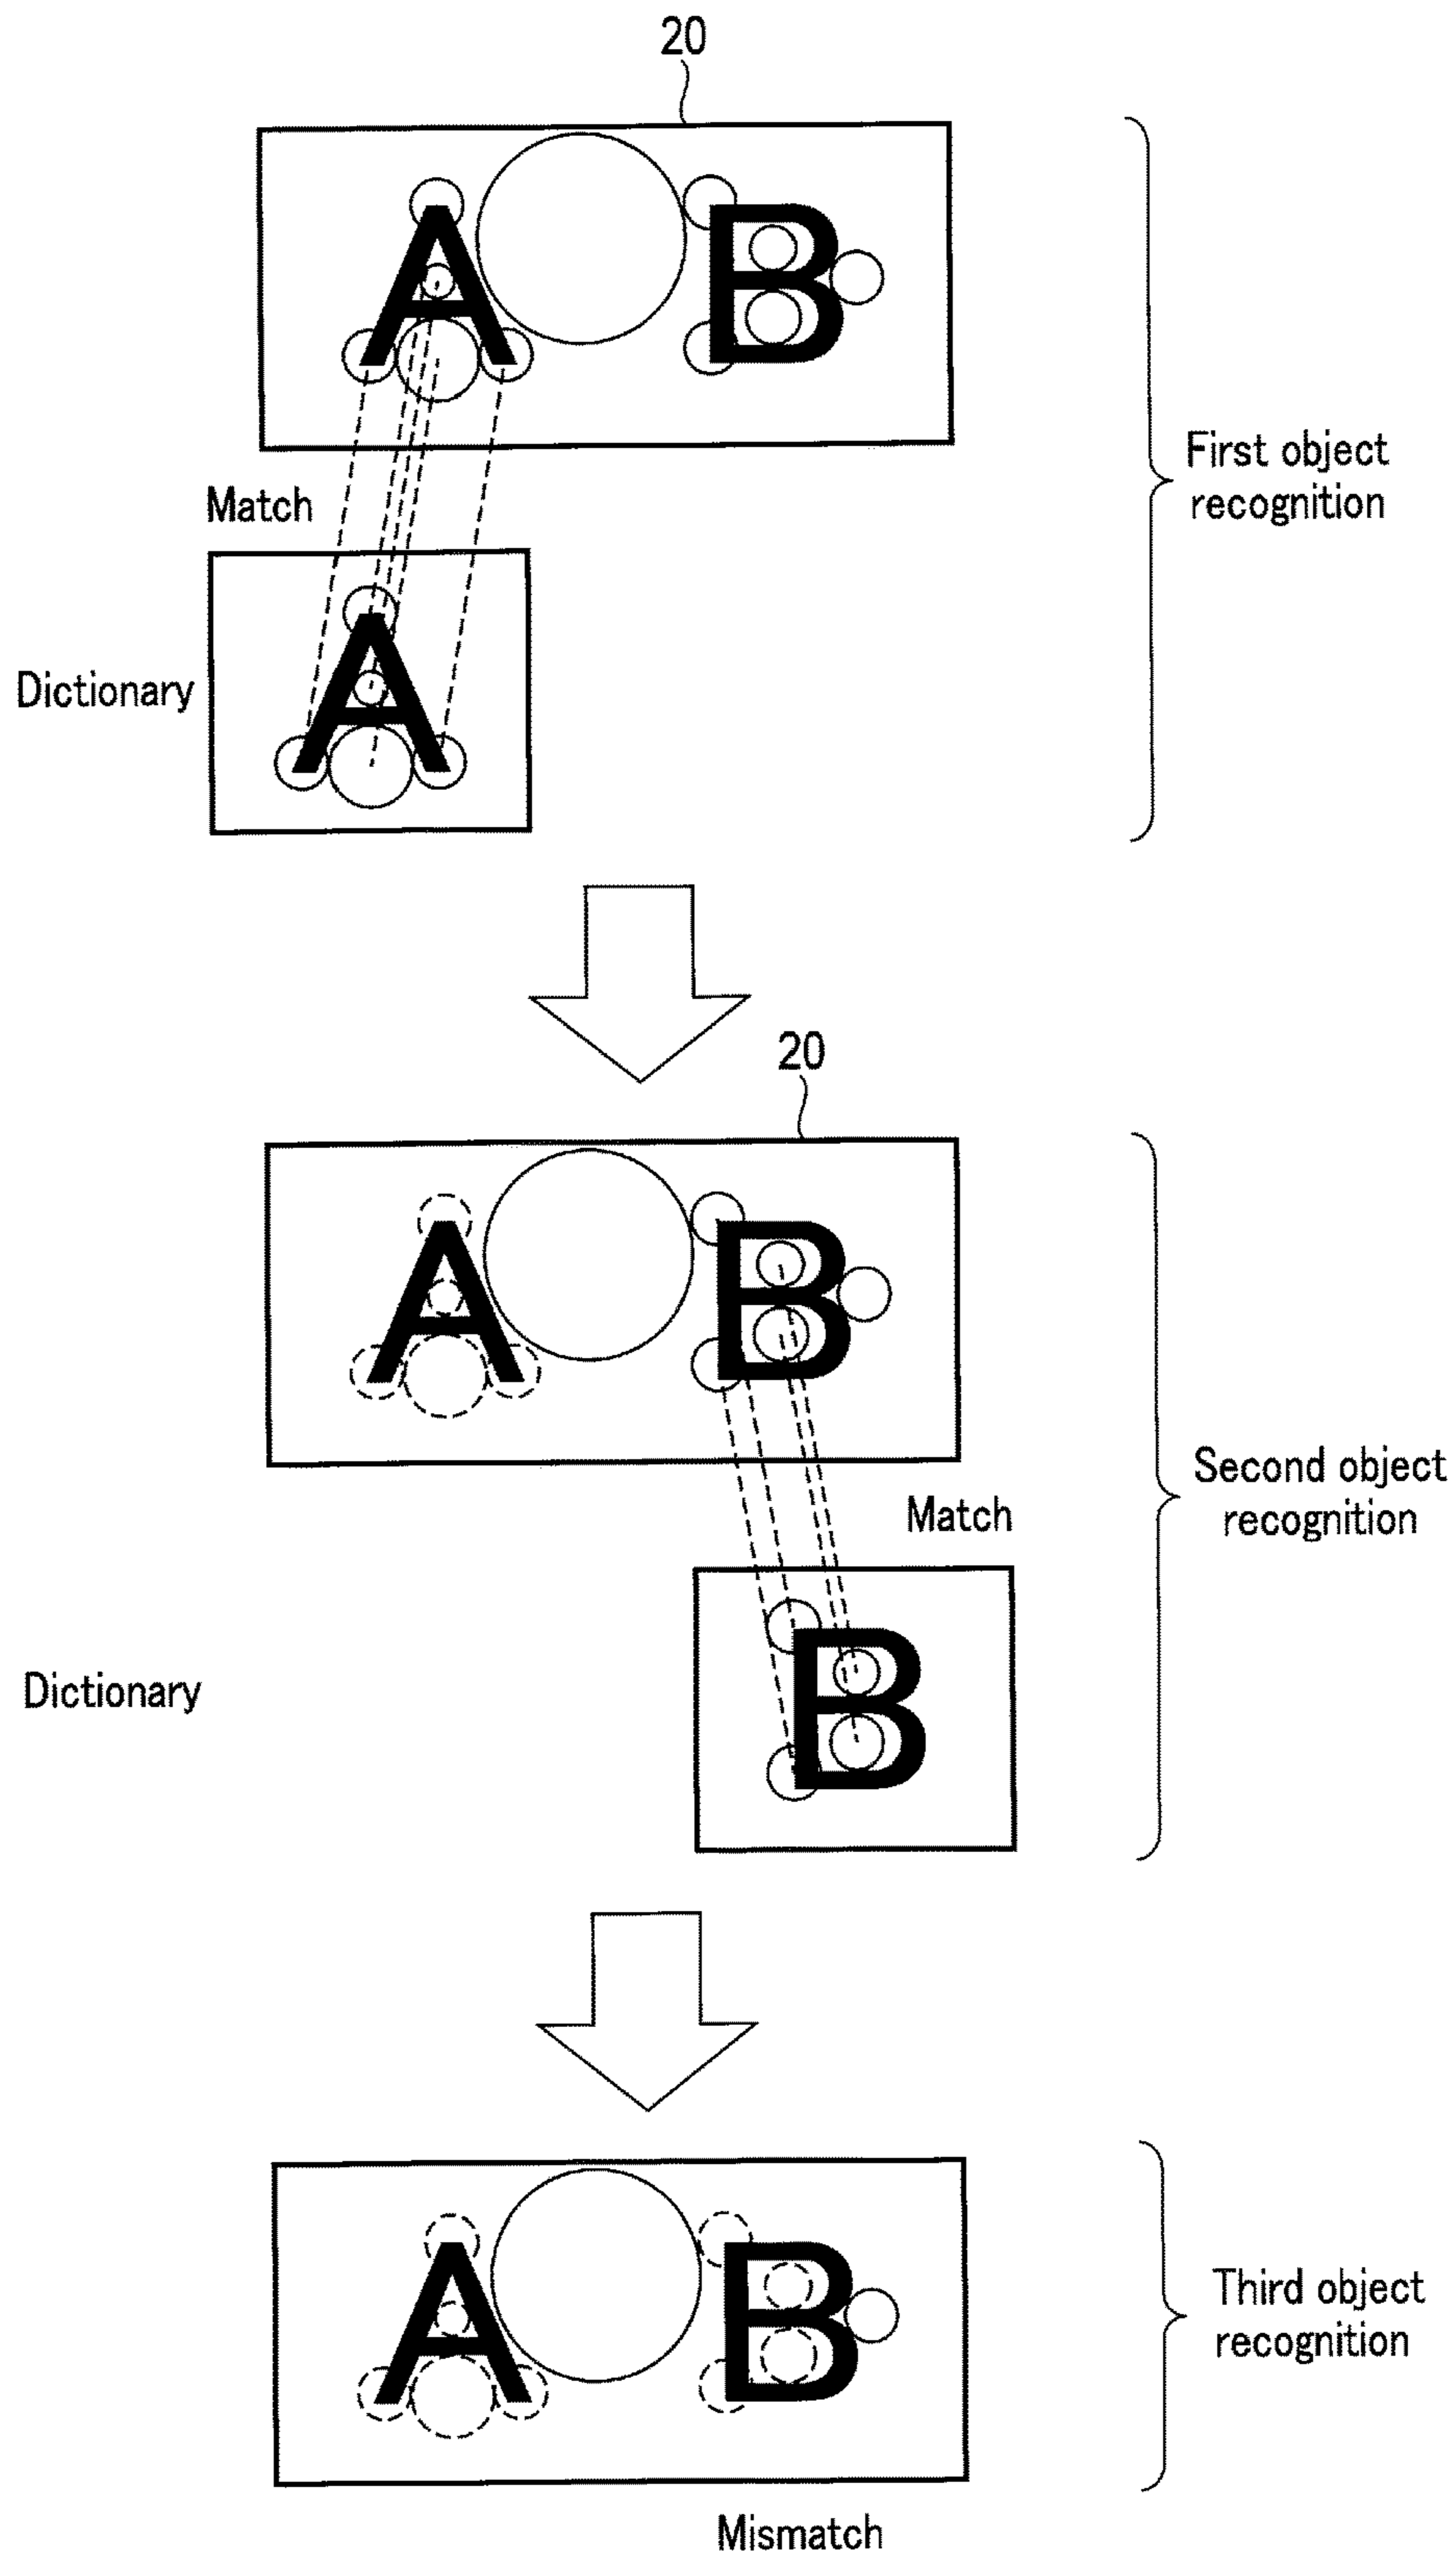 20
A B
First object
recognition
Match
Dictionary
A
20
A B
Second object
recognition
Match
Dictionary
B
A B
Third object
recognition
Mismatch